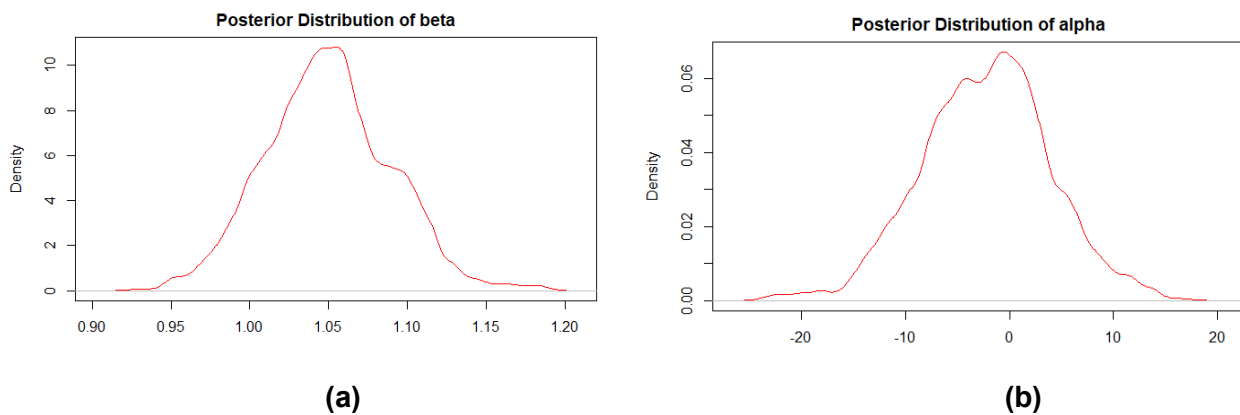 Posterior Distribution of beta
Density
10
8
6
4
2
0
0.90 0.95 1.00 1.05 1.10 1.15 1.20
(a)
Posterior Distribution of alpha
Density
0.06
0.04
0.02
0.00
-20 -10 0 10 20
(b)